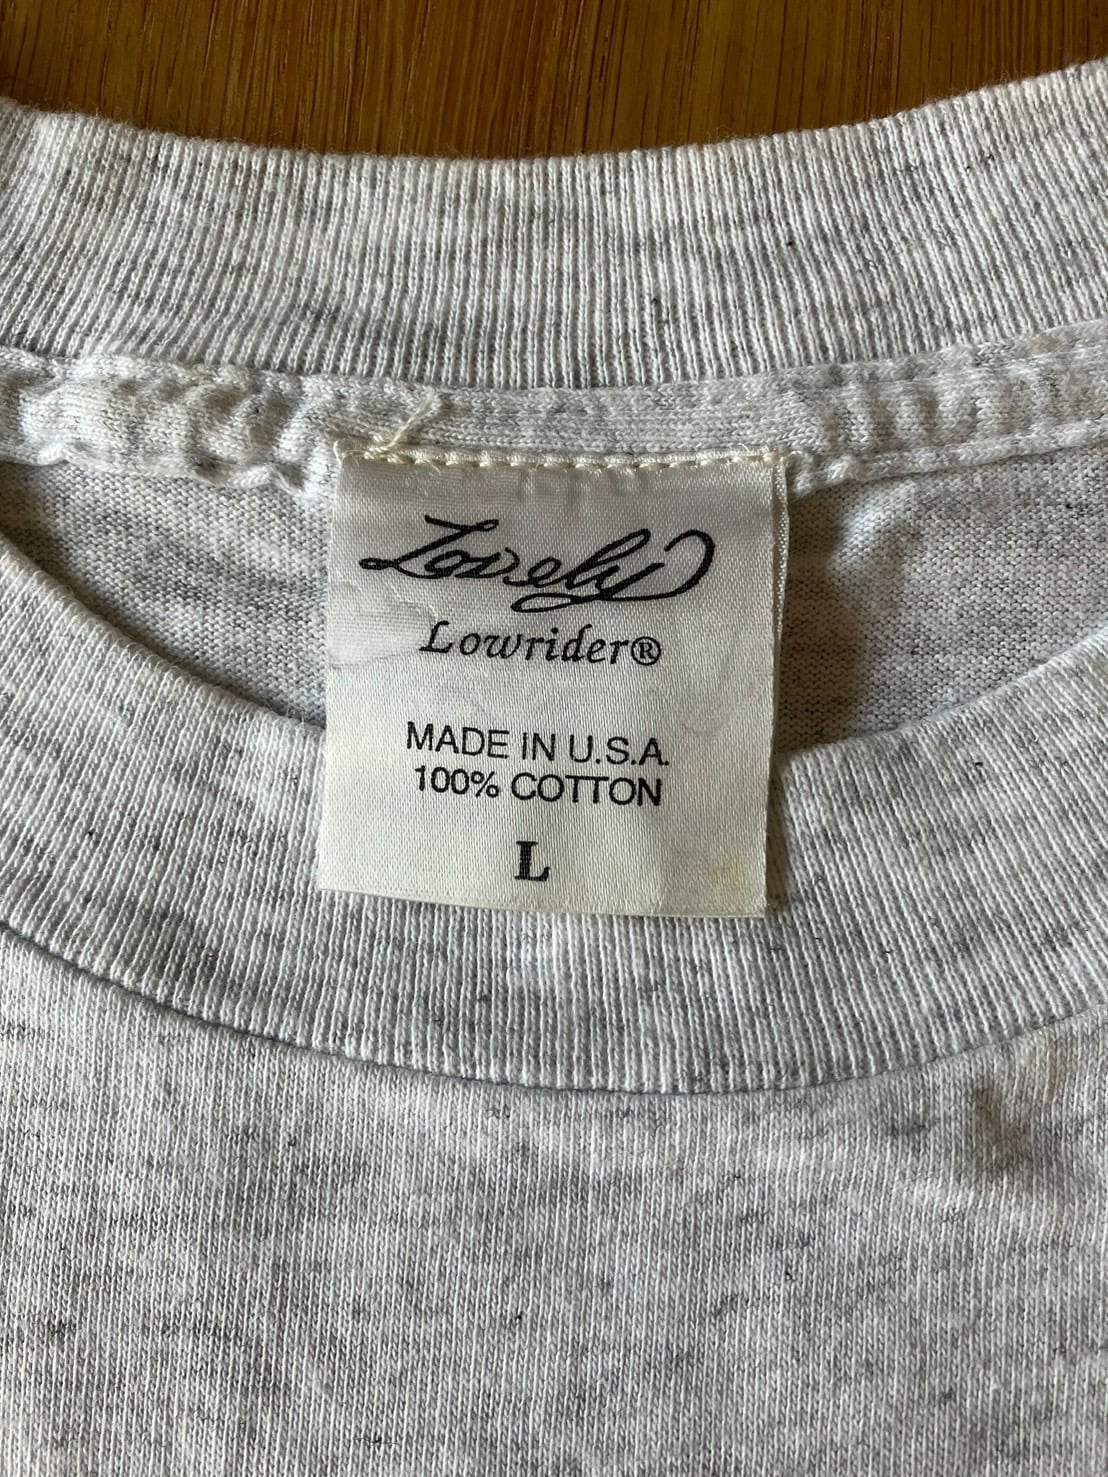 Lovely
Lowrider®
MADE IN U.S.A.
100% COTTON
L